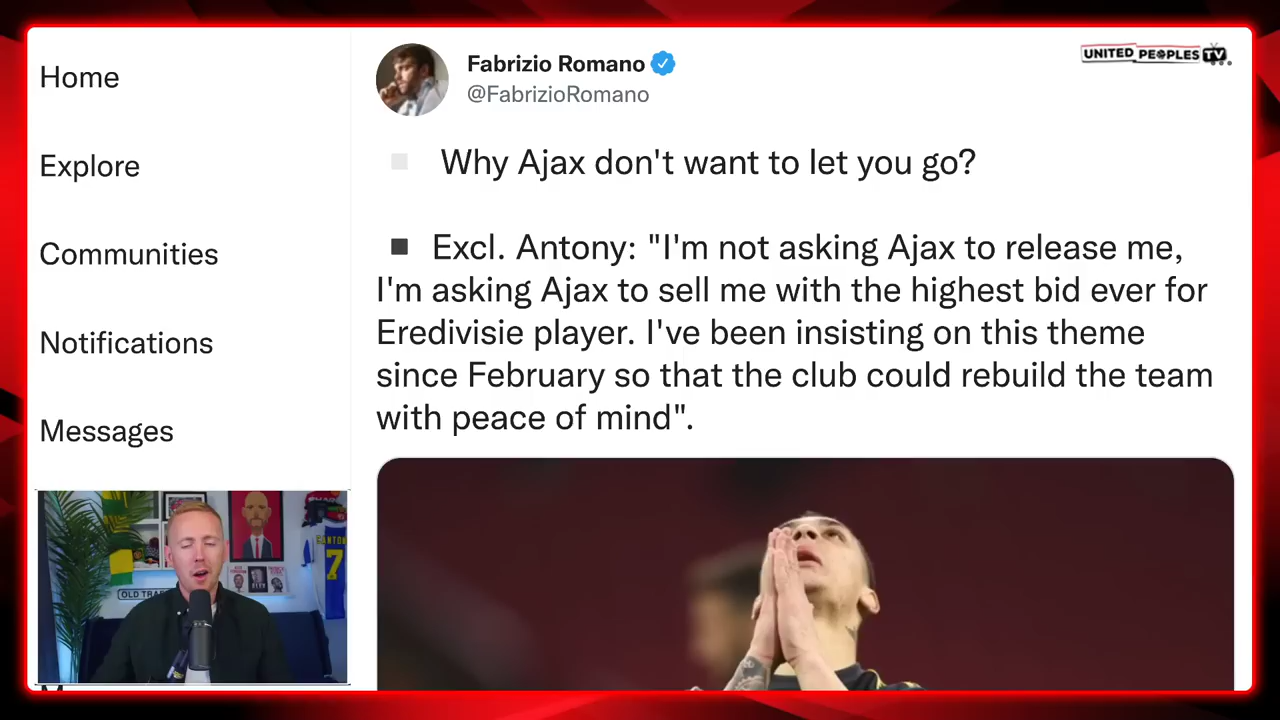 Home
Explore
Communities
Notifications
Messages
Fabrizio Romano
@FabrizioRomano
UNITED PEOPLES TV
Why Ajax don't want to let you go?
Excl. Antony: "I'm not asking Ajax to release me,
I'm asking Ajax to sell me with the highest bid ever for
Eredivisie player. I've been insisting on this theme
since February so that the club could rebuild the team
with peace of mind".
OLD
7